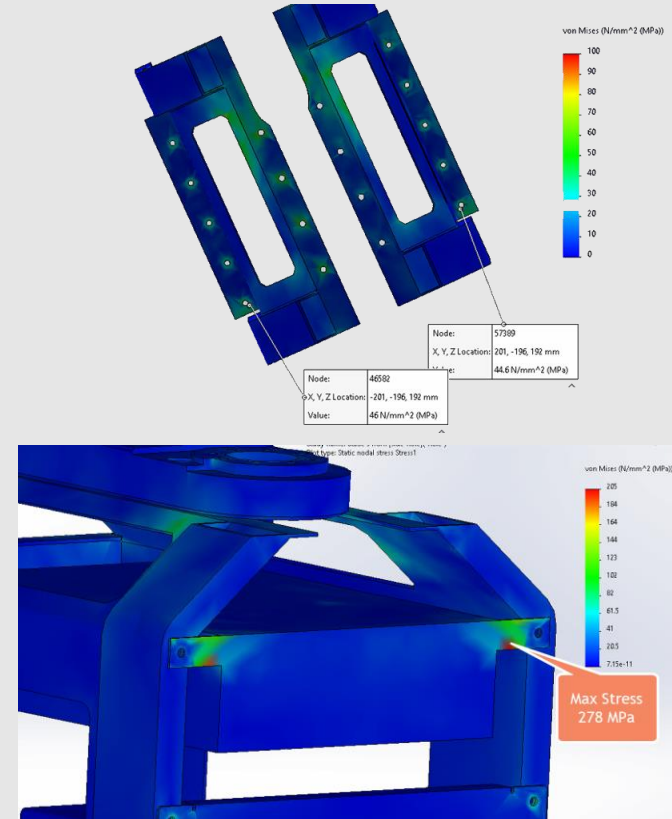 von Mises (N/mm^2 (MPa))
100
90
80
70
60
50
40
30
20
10
0
Node: 57389
X, Y, Z Location: 201, -196, 192 mm
44.6 N/mm^2 (MPa)
Node: 46582
X, Y, Z Location: -201, -196, 192 mm
Value: 46 N/mm^2 (MPa)
Plot type: Static nodal stress Stress1
von Mises (N/mm^2 (MPa))
205
184
164
144
123
102
82
61.5
41
20.5
7.15e-11
Max Stress
278 MPa